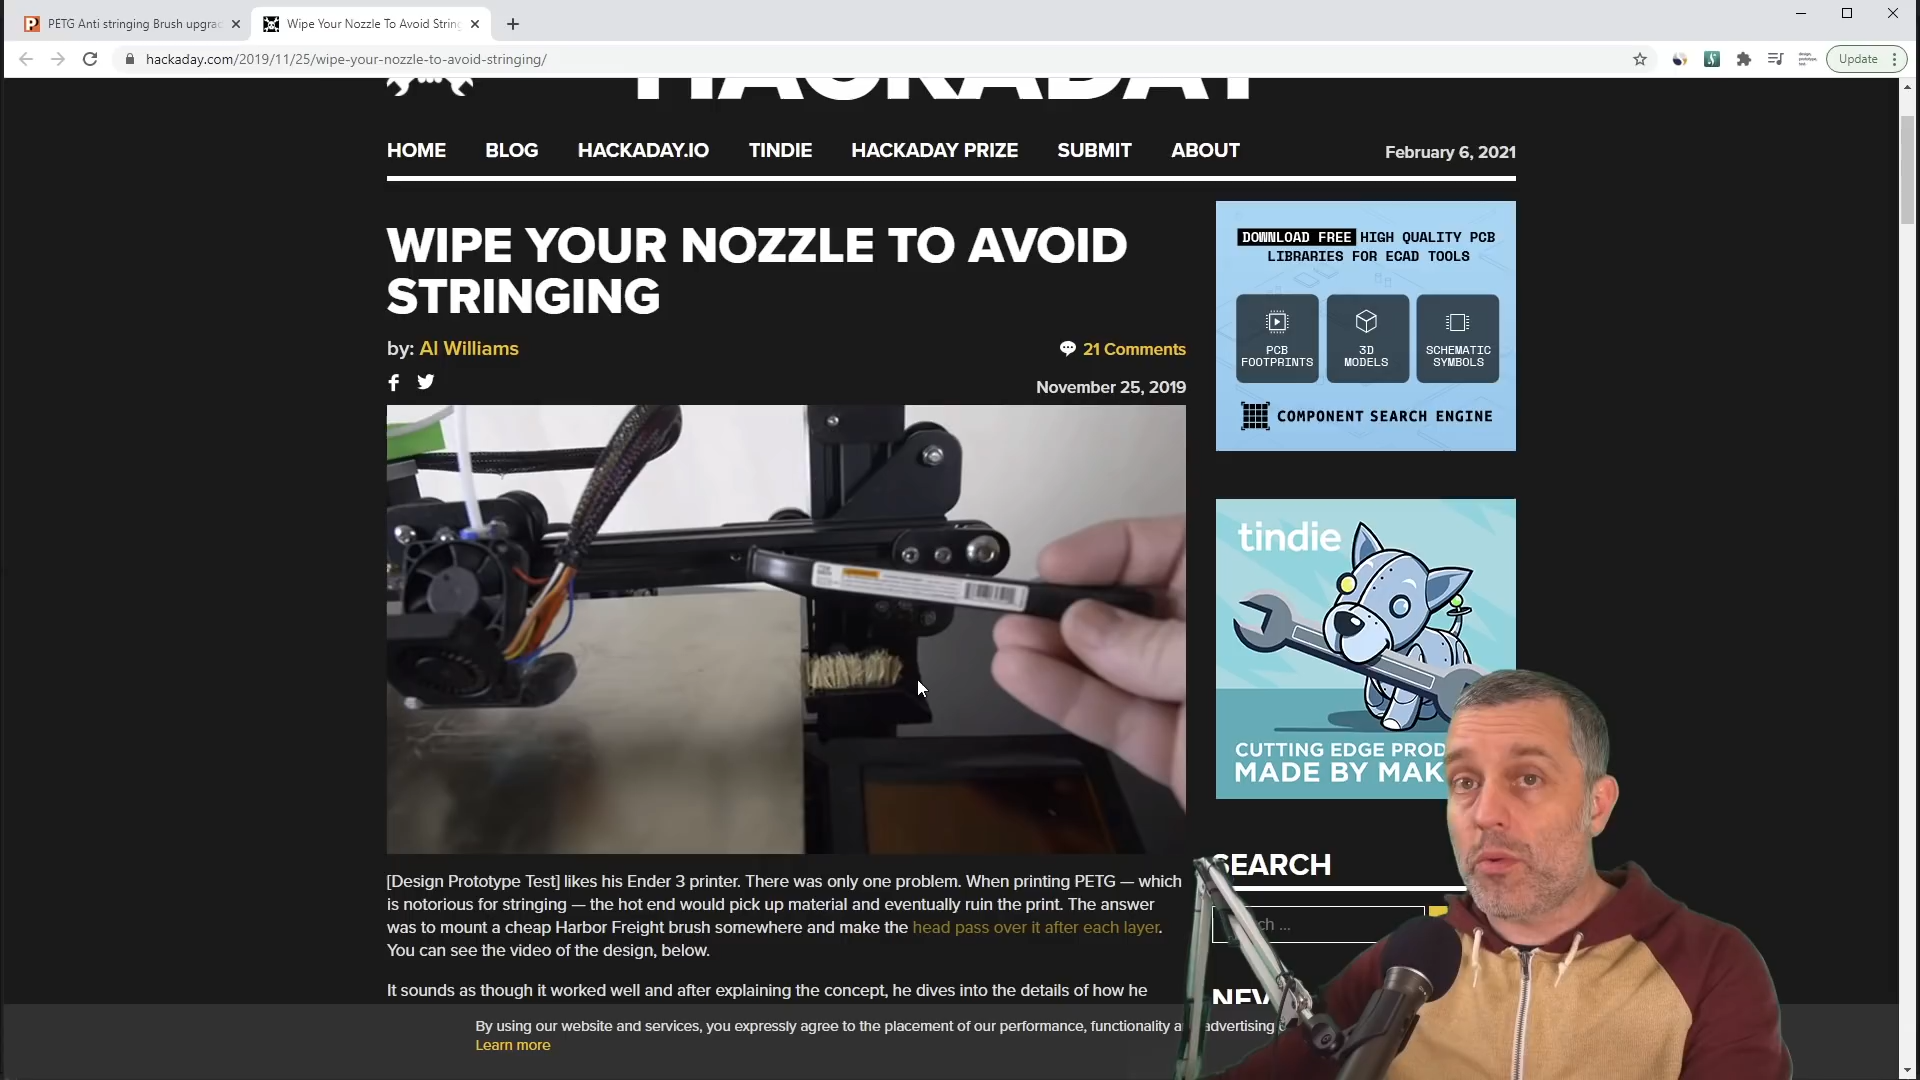 PETG Anti stringing Brush upgra
Wipe Your Nozzle To Avoid String
hackaday.com/2019/11/25/wipe-your-nozzle-to-avoid-stringing/
Update
HACKADAY
HOME BLOG HACKADAY.IO TINDIE HACKADAY PRIZE SUBMIT ABOUT
February 6, 2021
WIPE YOUR NOZZLE TO AVOID
STRINGING
by: Al Williams
21 Comments
November 25, 2019
[Design Prototype Test] likes his Ender 3 printer. There was only one problem. When printing PETG — which
is notorious for stringing — the hot end would pick up material and eventually ruin the print. The answer
was to mount a cheap Harbor Freight brush somewhere and make the head pass over it after each layer.
You can see the video of the design, below.
It sounds as though it worked well and after explaining the concept, he dives into the details of how he
DOWNLOAD FREE HIGH QUALITY PCB
LIBRARIES FOR ECAD TOOLS
PCB
FOOTPRINTS
3D
MODELS
SCHEMATIC
SYMBOLS
COMPONENT SEARCH ENGINE
tindie
CUTTING EDGE PROD
MADE BY MAK
SEARCH
ch ...
NEV
By using our website and services, you expressly agree to the placement of our performance, functionality a advertising
Learn more